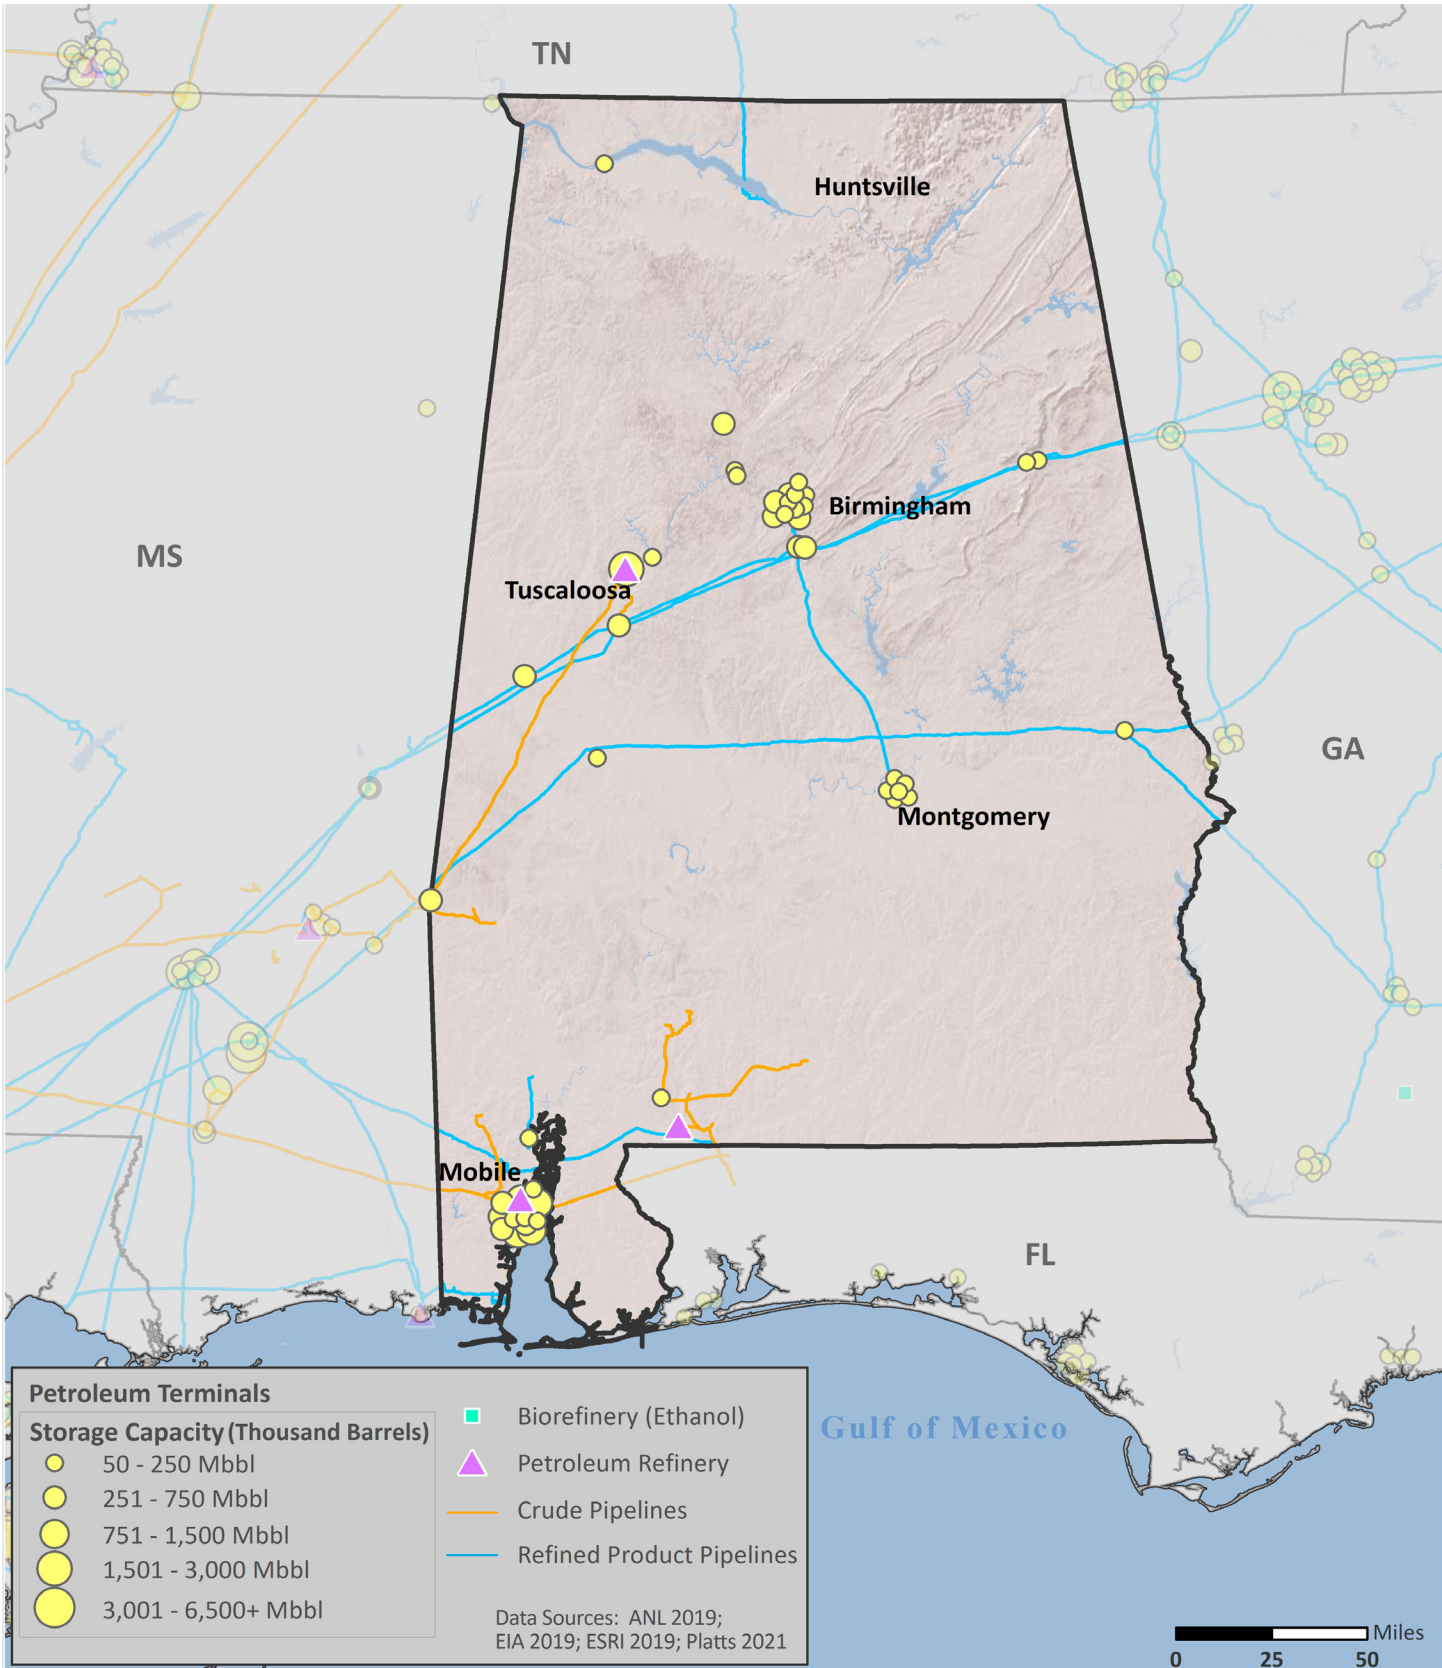 TN
Huntsville
Birmingham
MS
Tuscaloosa
GA
Montgomery
Mobile
FL
Gulf of Mexico
Petroleum Terminals
Storage Capacity (Thousand Barrels)
50 - 250 Mbbl
251 - 750 Mbbl
751 - 1,500 Mbbl
1,501 - 3,000 Mbbl
3,001 - 6,500+ Mbbl
Biorefinery (Ethanol)
Petroleum Refinery
Crude Pipelines
Refined Product Pipelines
Data Sources: ANL 2019;
EIA 2019; ESRI 2019; Platts 2021
Miles
0 25 50